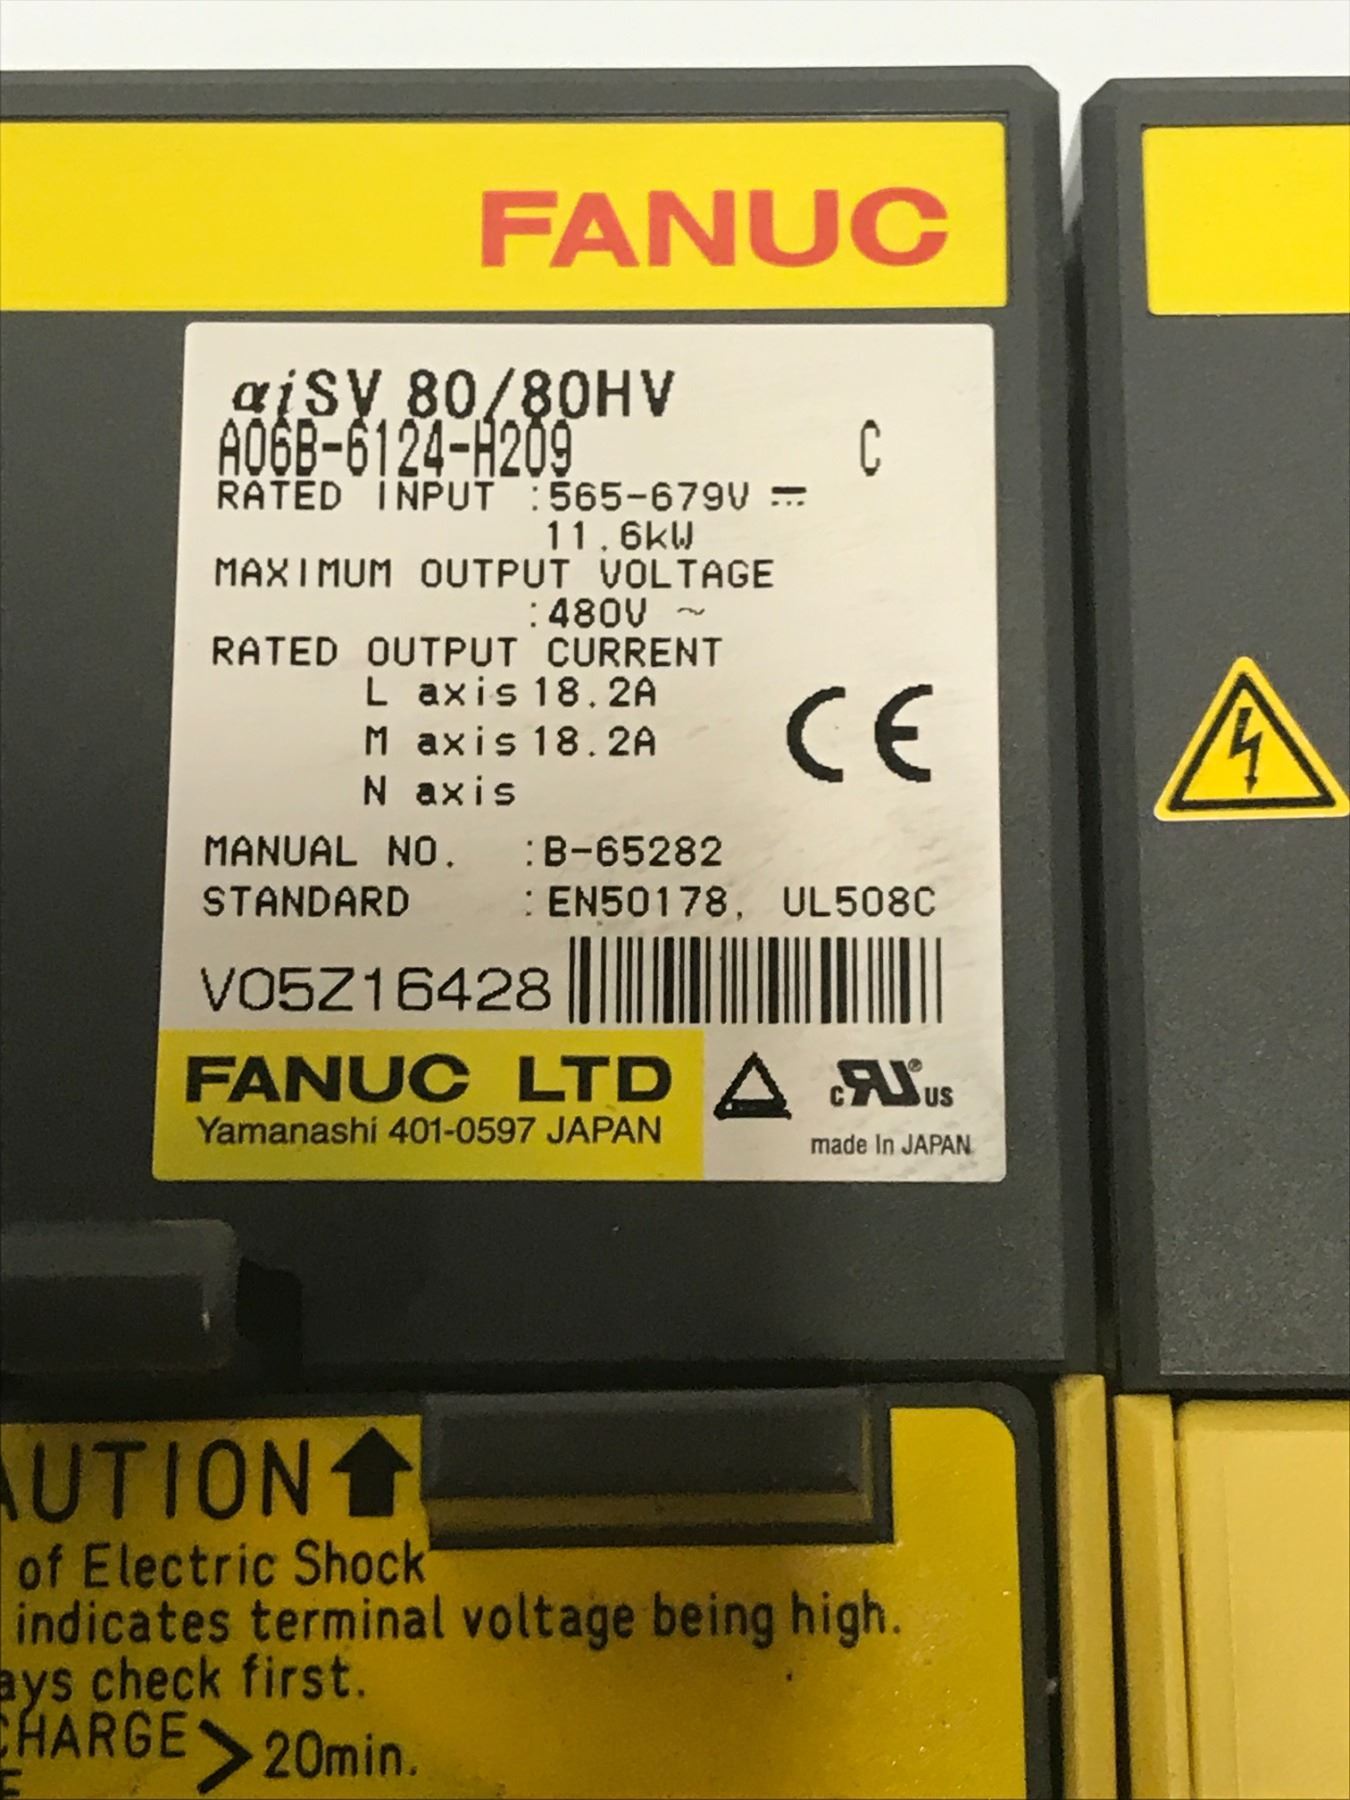 FANUC
αiSV 80/80HV
A06B-6124-H209 C
RATED INPUT :565-679V ⎓
11.6kW
MAXIMUM OUTPUT VOLTAGE
:480V ~
RATED OUTPUT CURRENT
L axis 18.2A
M axis 18.2A
N axis
CE
MANUAL NO. :B-65282
STANDARD :EN50178, UL508C
V05Z16428
FANUC LTD
Yamanashi 401-0597 JAPAN
c RU ® US
made In JAPAN
AUTION
of Electric Shock
indicates terminal voltage being high.
ays check first.
CHARGE > 20min.